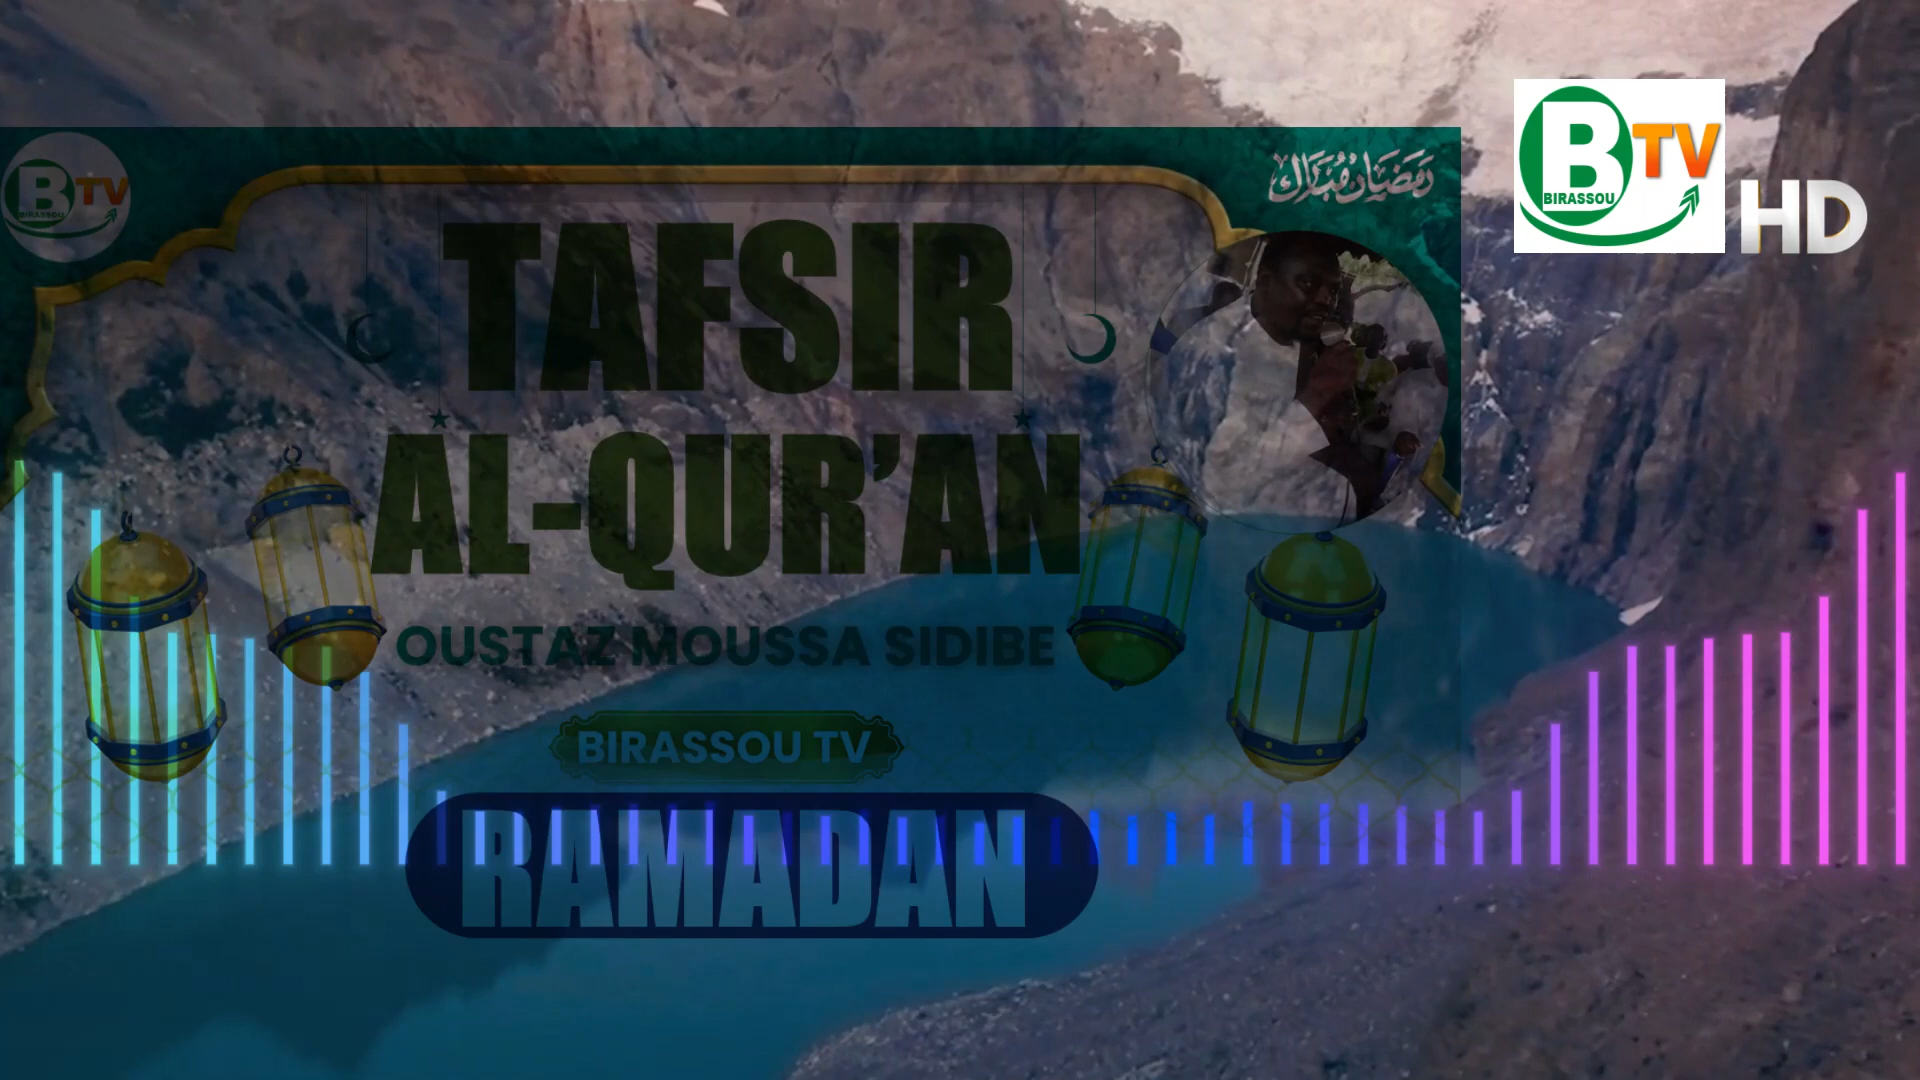 BTV
BIRASSOU
رمضان مبارك
BTV
BIRASSOU
HD
TAFSIR
AL-QUR’AN
OUSTAZ MOUSSA SIDIBE
BIRASSOU TV
RAMADAN